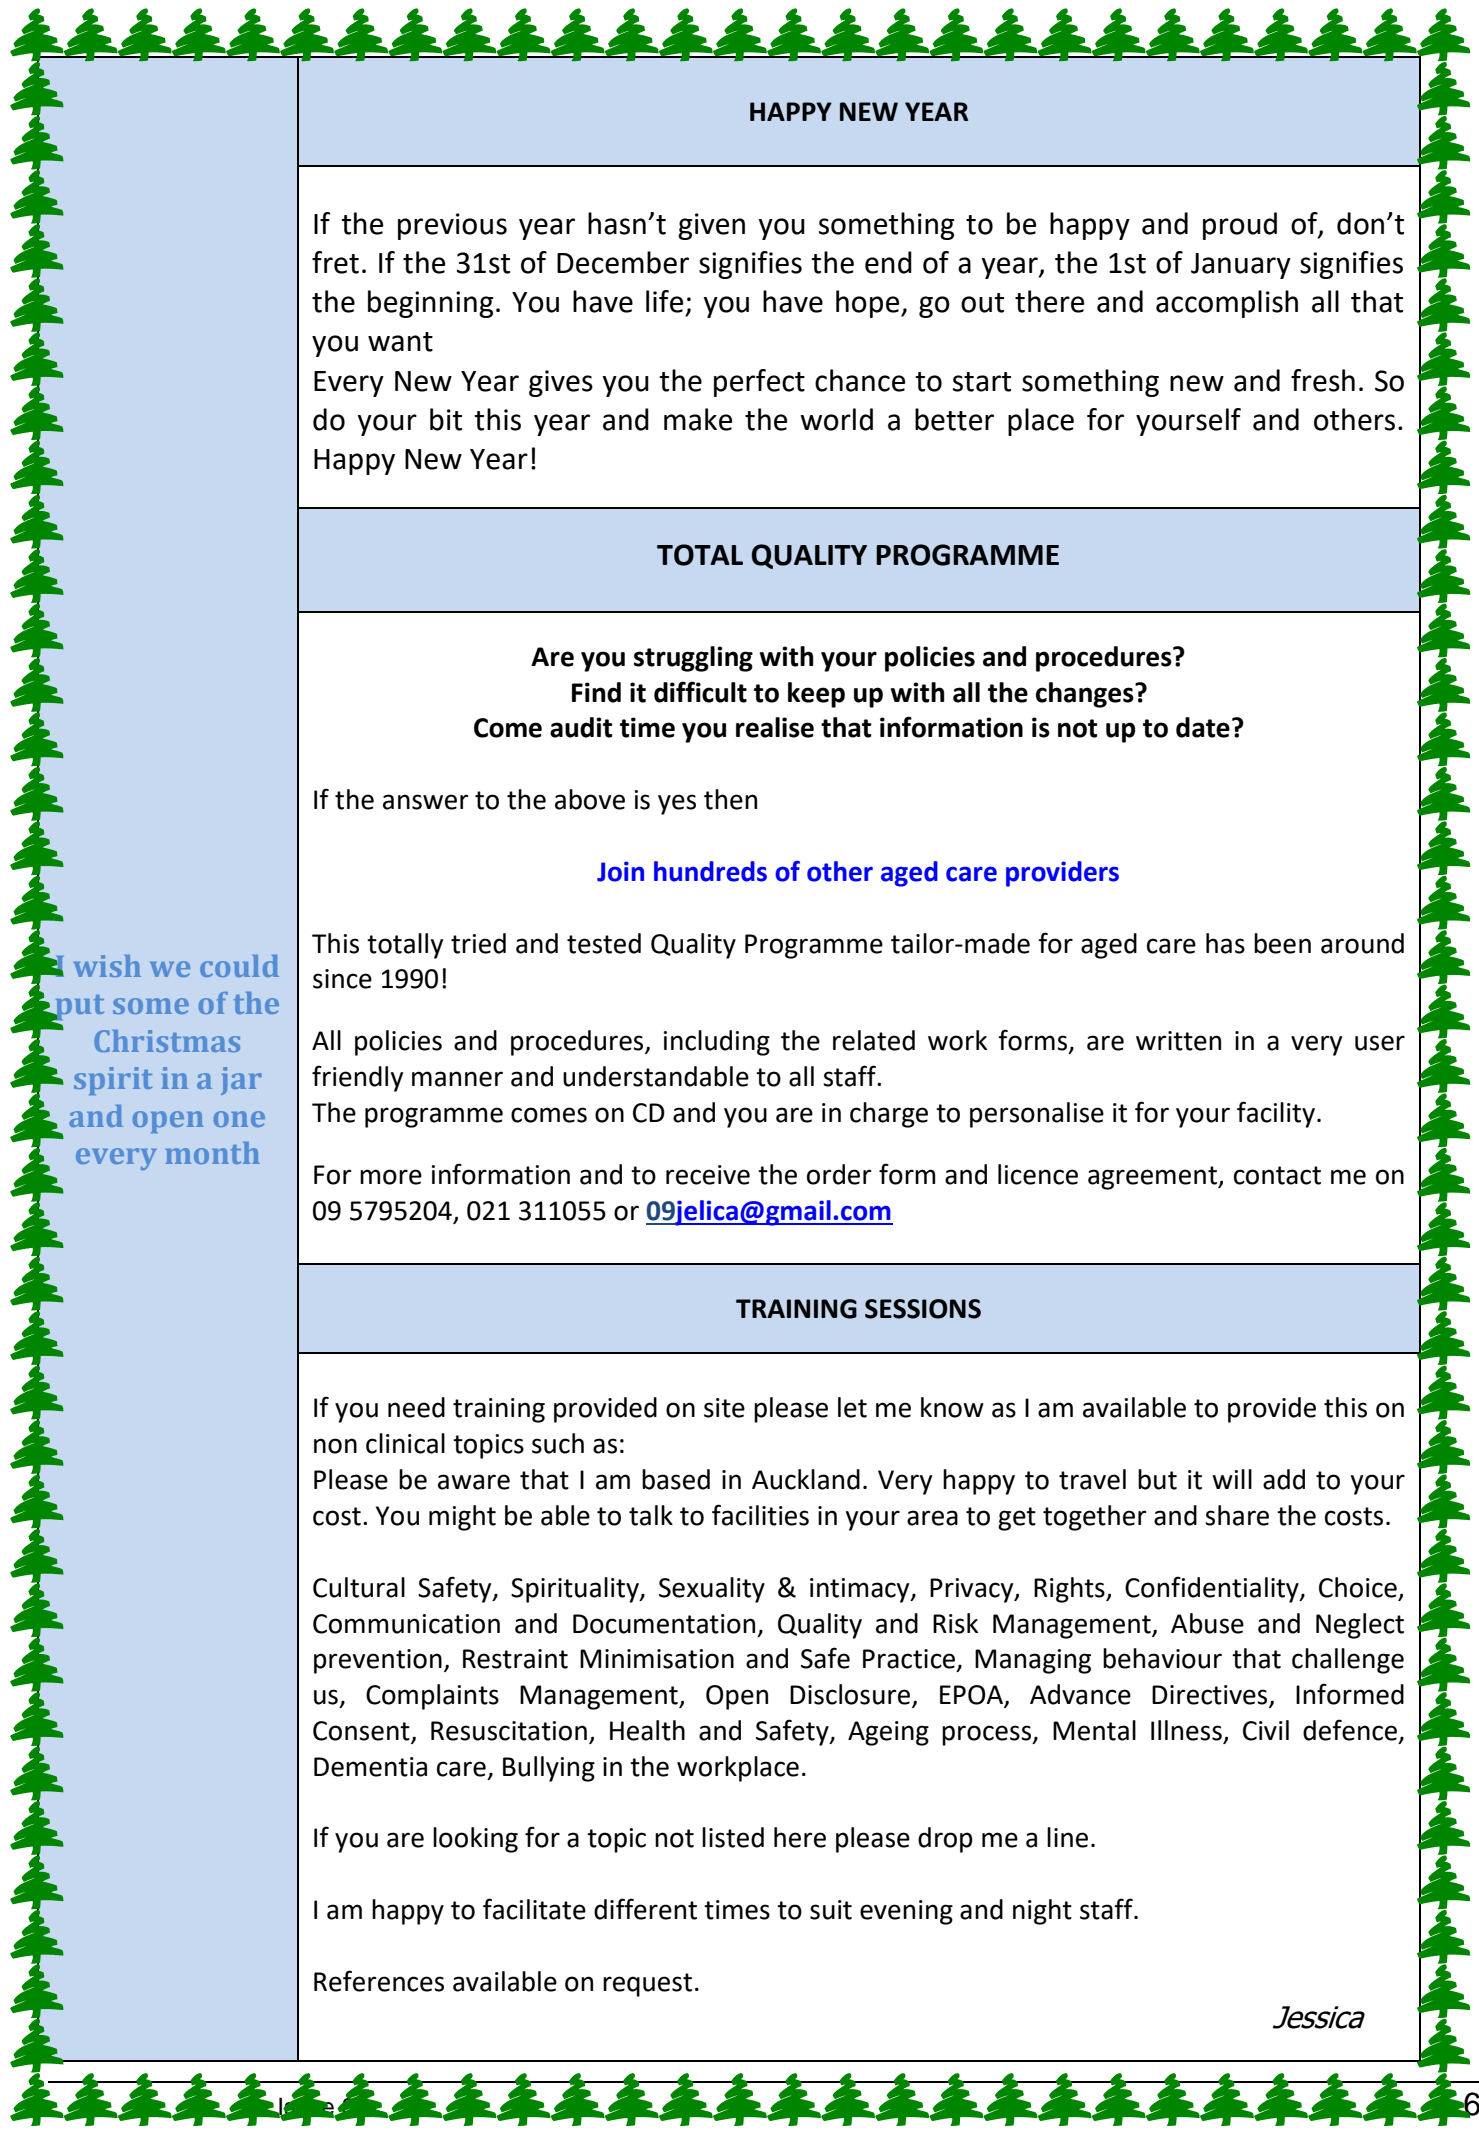 HAPPY NEW YEAR
If the previous year hasn’t given you something to be happy and proud of, don’t
fret. If the 31st of December signifies the end of a year, the 1st of January signifies
the beginning. You have life; you have hope, go out there and accomplish all that
you want
Every New Year gives you the perfect chance to start something new and fresh. So
do your bit this year and make the world a better place for yourself and others.
Happy New Year!
TOTAL QUALITY PROGRAMME
Are you struggling with your policies and procedures?
Find it difficult to keep up with all the changes?
Come audit time you realise that information is not up to date?
If the answer to the above is yes then
Join hundreds of other aged care providers
This totally tried and tested Quality Programme tailor-made for aged care has been around
since 1990!
All policies and procedures, including the related work forms, are written in a very user
friendly manner and understandable to all staff.
The programme comes on CD and you are in charge to personalise it for your facility.
For more information and to receive the order form and licence agreement, contact me on
09 5795204, 021 311055 or 09jelica@gmail.com
I wish we could
put some of the
Christmas
spirit in a jar
and open one
every month
TRAINING SESSIONS
If you need training provided on site please let me know as I am available to provide this on
non clinical topics such as:
Please be aware that I am based in Auckland. Very happy to travel but it will add to your
cost. You might be able to talk to facilities in your area to get together and share the costs.
Cultural Safety, Spirituality, Sexuality & intimacy, Privacy, Rights, Confidentiality, Choice,
Communication and Documentation, Quality and Risk Management, Abuse and Neglect
prevention, Restraint Minimisation and Safe Practice, Managing behaviour that challenge
us, Complaints Management, Open Disclosure, EPOA, Advance Directives, Informed
Consent, Resuscitation, Health and Safety, Ageing process, Mental Illness, Civil defence,
Dementia care, Bullying in the workplace.
If you are looking for a topic not listed here please drop me a line.
I am happy to facilitate different times to suit evening and night staff.
References available on request.
Jessica
6